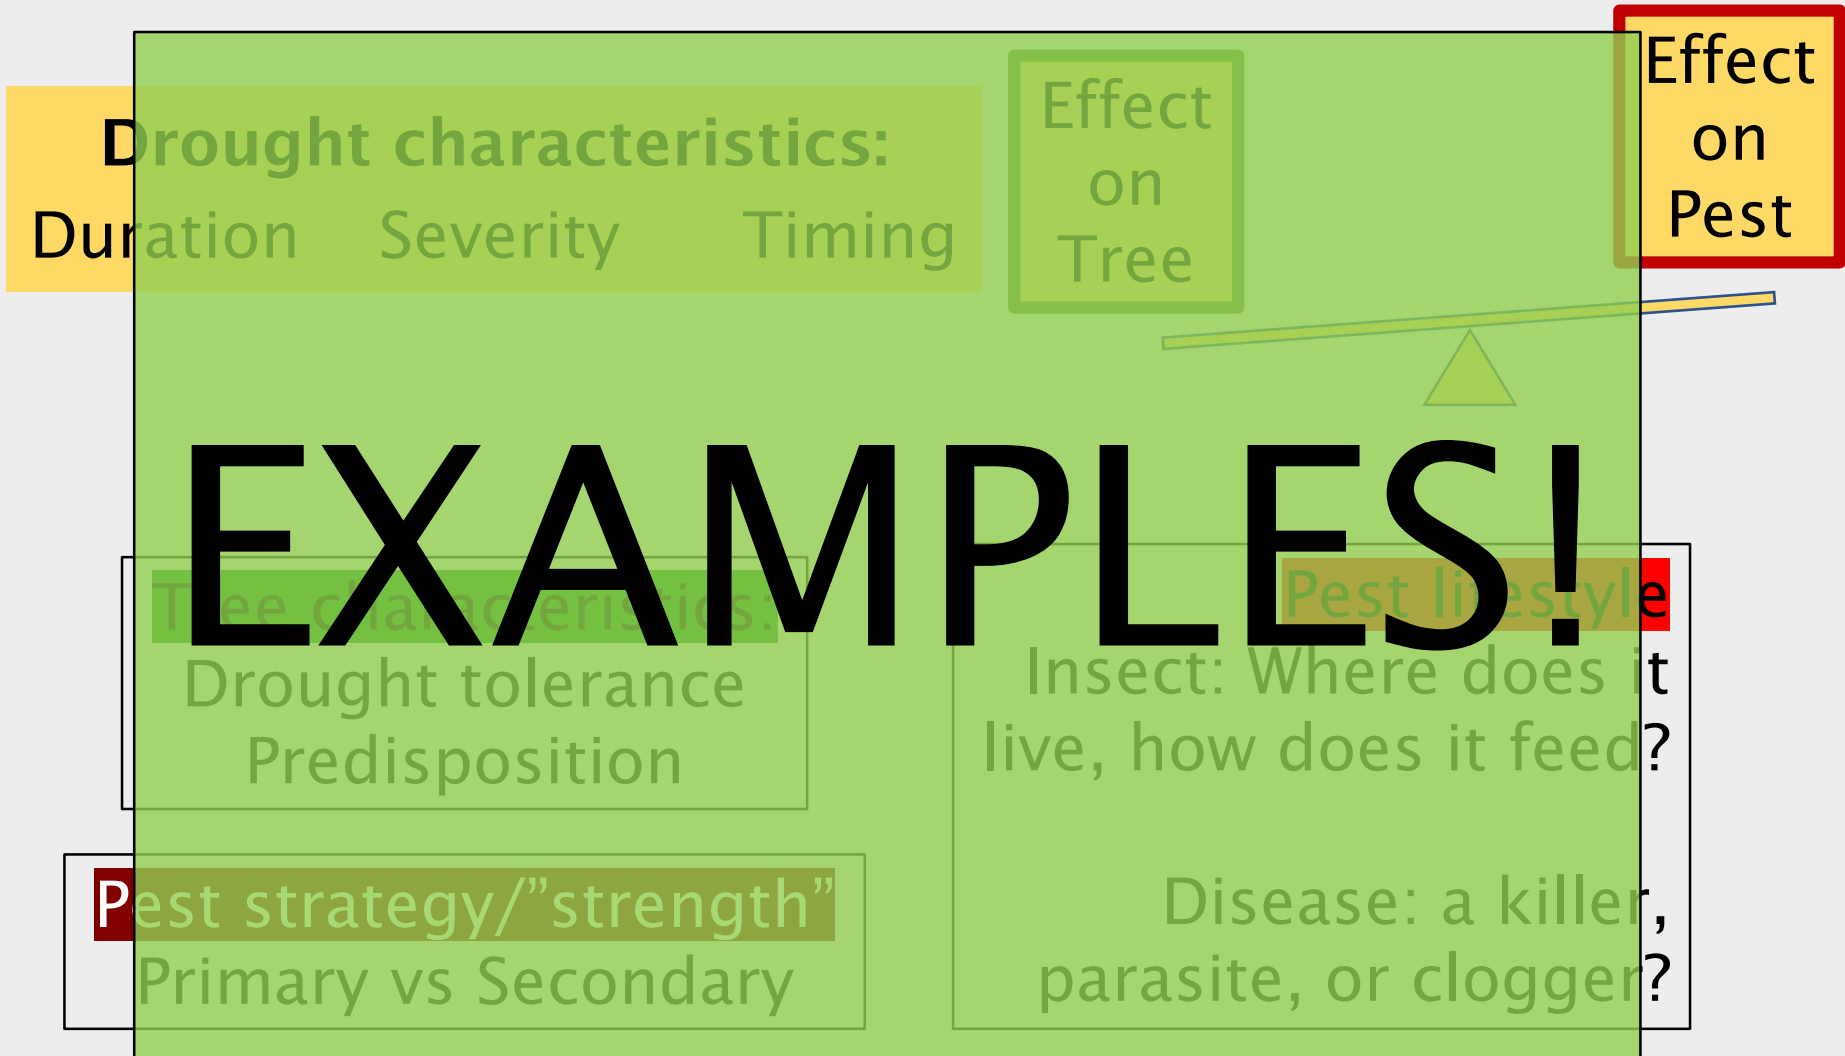 Drought characteristics:
Duration Severity Timing
Effect
on
Tree
Effect
on
Pest
EXAMPLES!
Tree characteristics:
Drought tolerance
Predisposition
Pest strategy/”strength”
Primary vs Secondary
Pest lifestyle
Insect: Where does it
live, how does it feed?
Disease: a killer,
parasite, or clogger?